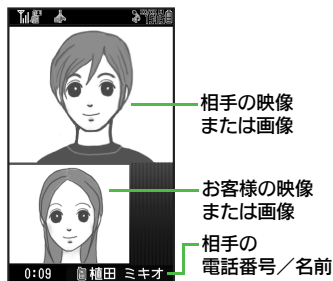 相手の映像
または画像
お客様の映像
または画像
相手の
電話番号／名前
0:09 植田 ミキオ